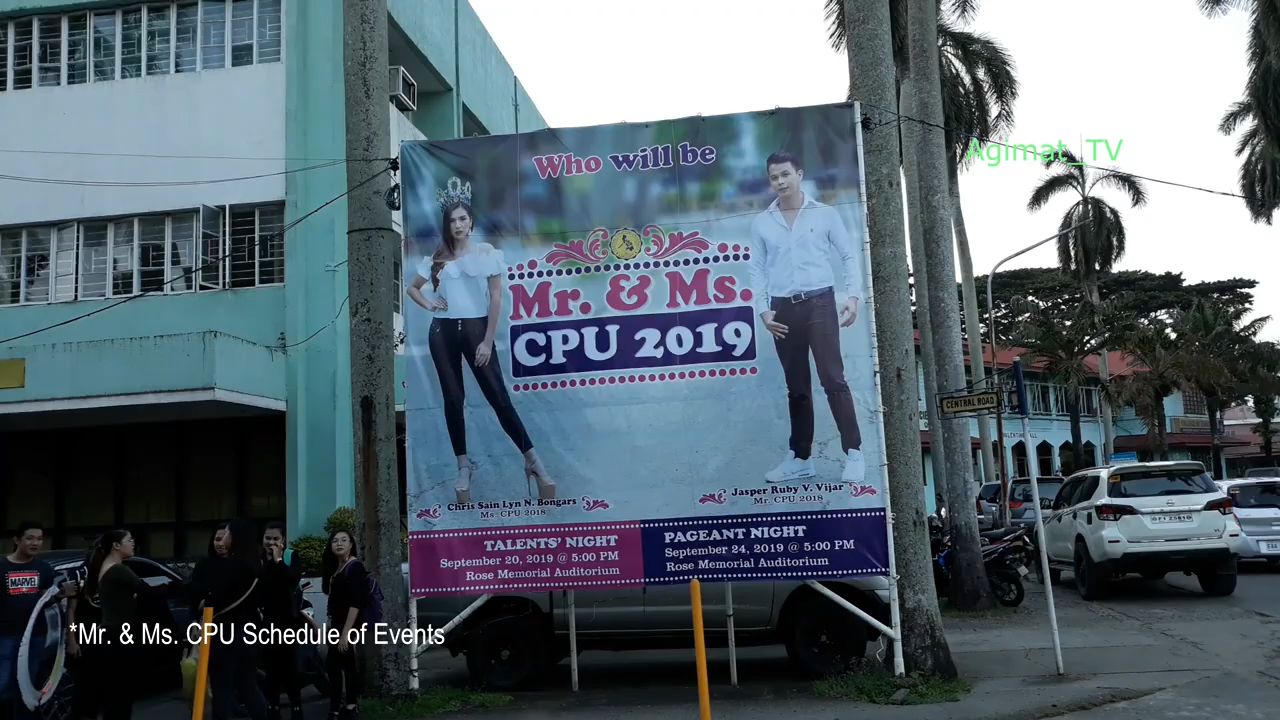 Who will be
Mr. & Ms.
CPU 2019
Chris Sain Lyn N. Bongars
Ms. CPU 2018
Jasper Ruby V. Vijar
Mr. CPU 2018
TALENTS' NIGHT
September 20, 2019 @ 5:00 PM
Rose Memorial Auditorium
PAGEANT NIGHT
September 24, 2019 @ 5:00 PM
Rose Memorial Auditorium
Agimat_TV
CENTRAL ROAD
MARVEL
*Mr. & Ms. CPU Schedule of Events